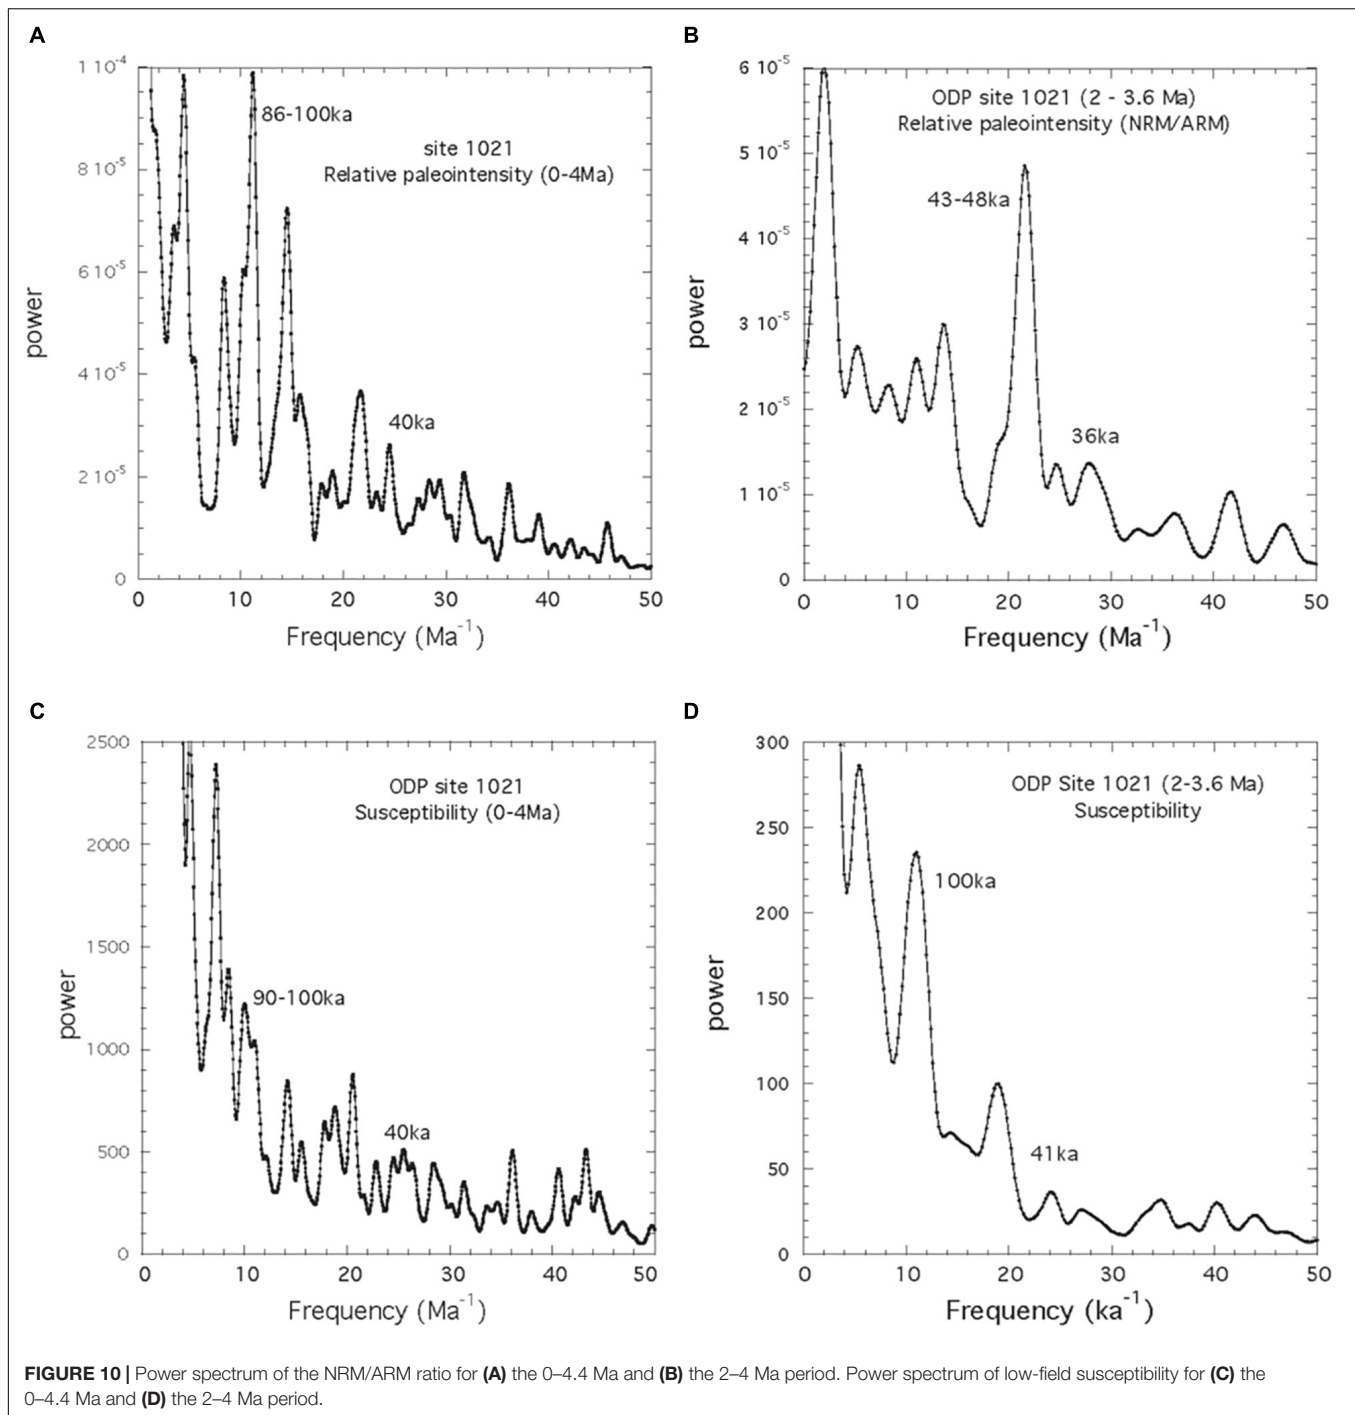 A
1 10-4
8 10-5
6 10-5
4 10-5
2 10-5
0
power
86-100ka
site 1021
Relative paleointensity (0-4Ma)
40ka
0 10 20 30 40 50
Frequency (Ma-1)
B
6 10-5
5 10-5
4 10-5
3 10-5
2 10-5
1 10-5
0
power
ODP site 1021 (2 - 3.6 Ma)
Relative paleointensity (NRM/ARM)
43-48ka
36ka
0 10 20 30 40 50
Frequency (Ma-1)
C
2500
2000
1500
1000
500
0
power
ODP site 1021
Susceptibility (0-4Ma)
90-100ka
40ka
0 10 20 30 40 50
Frequency (Ma-1)
D
300
250
200
150
100
50
0
power
ODP Site 1021 (2-3.6 Ma)
Susceptibility
100ka
41ka
0 10 20 30 40 50
Frequency (ka-1)
FIGURE 10 | Power spectrum of the NRM/ARM ratio for (A) the 0–4.4 Ma and (B) the 2–4 Ma period. Power spectrum of low-field susceptibility for (C) the
0–4.4 Ma and (D) the 2–4 Ma period.